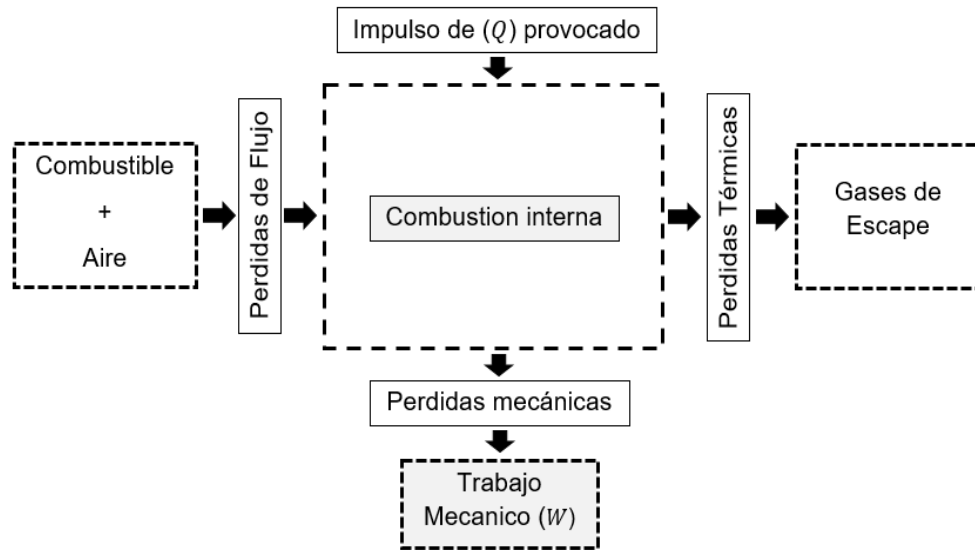 Impulso de (Q) provocado
Combustible
+
Aire
Perdidas de Flujo
Combustion interna
Perdidas Térmicas
Gases de
Escape
Perdidas mecánicas
Trabajo
Mecanico (W)